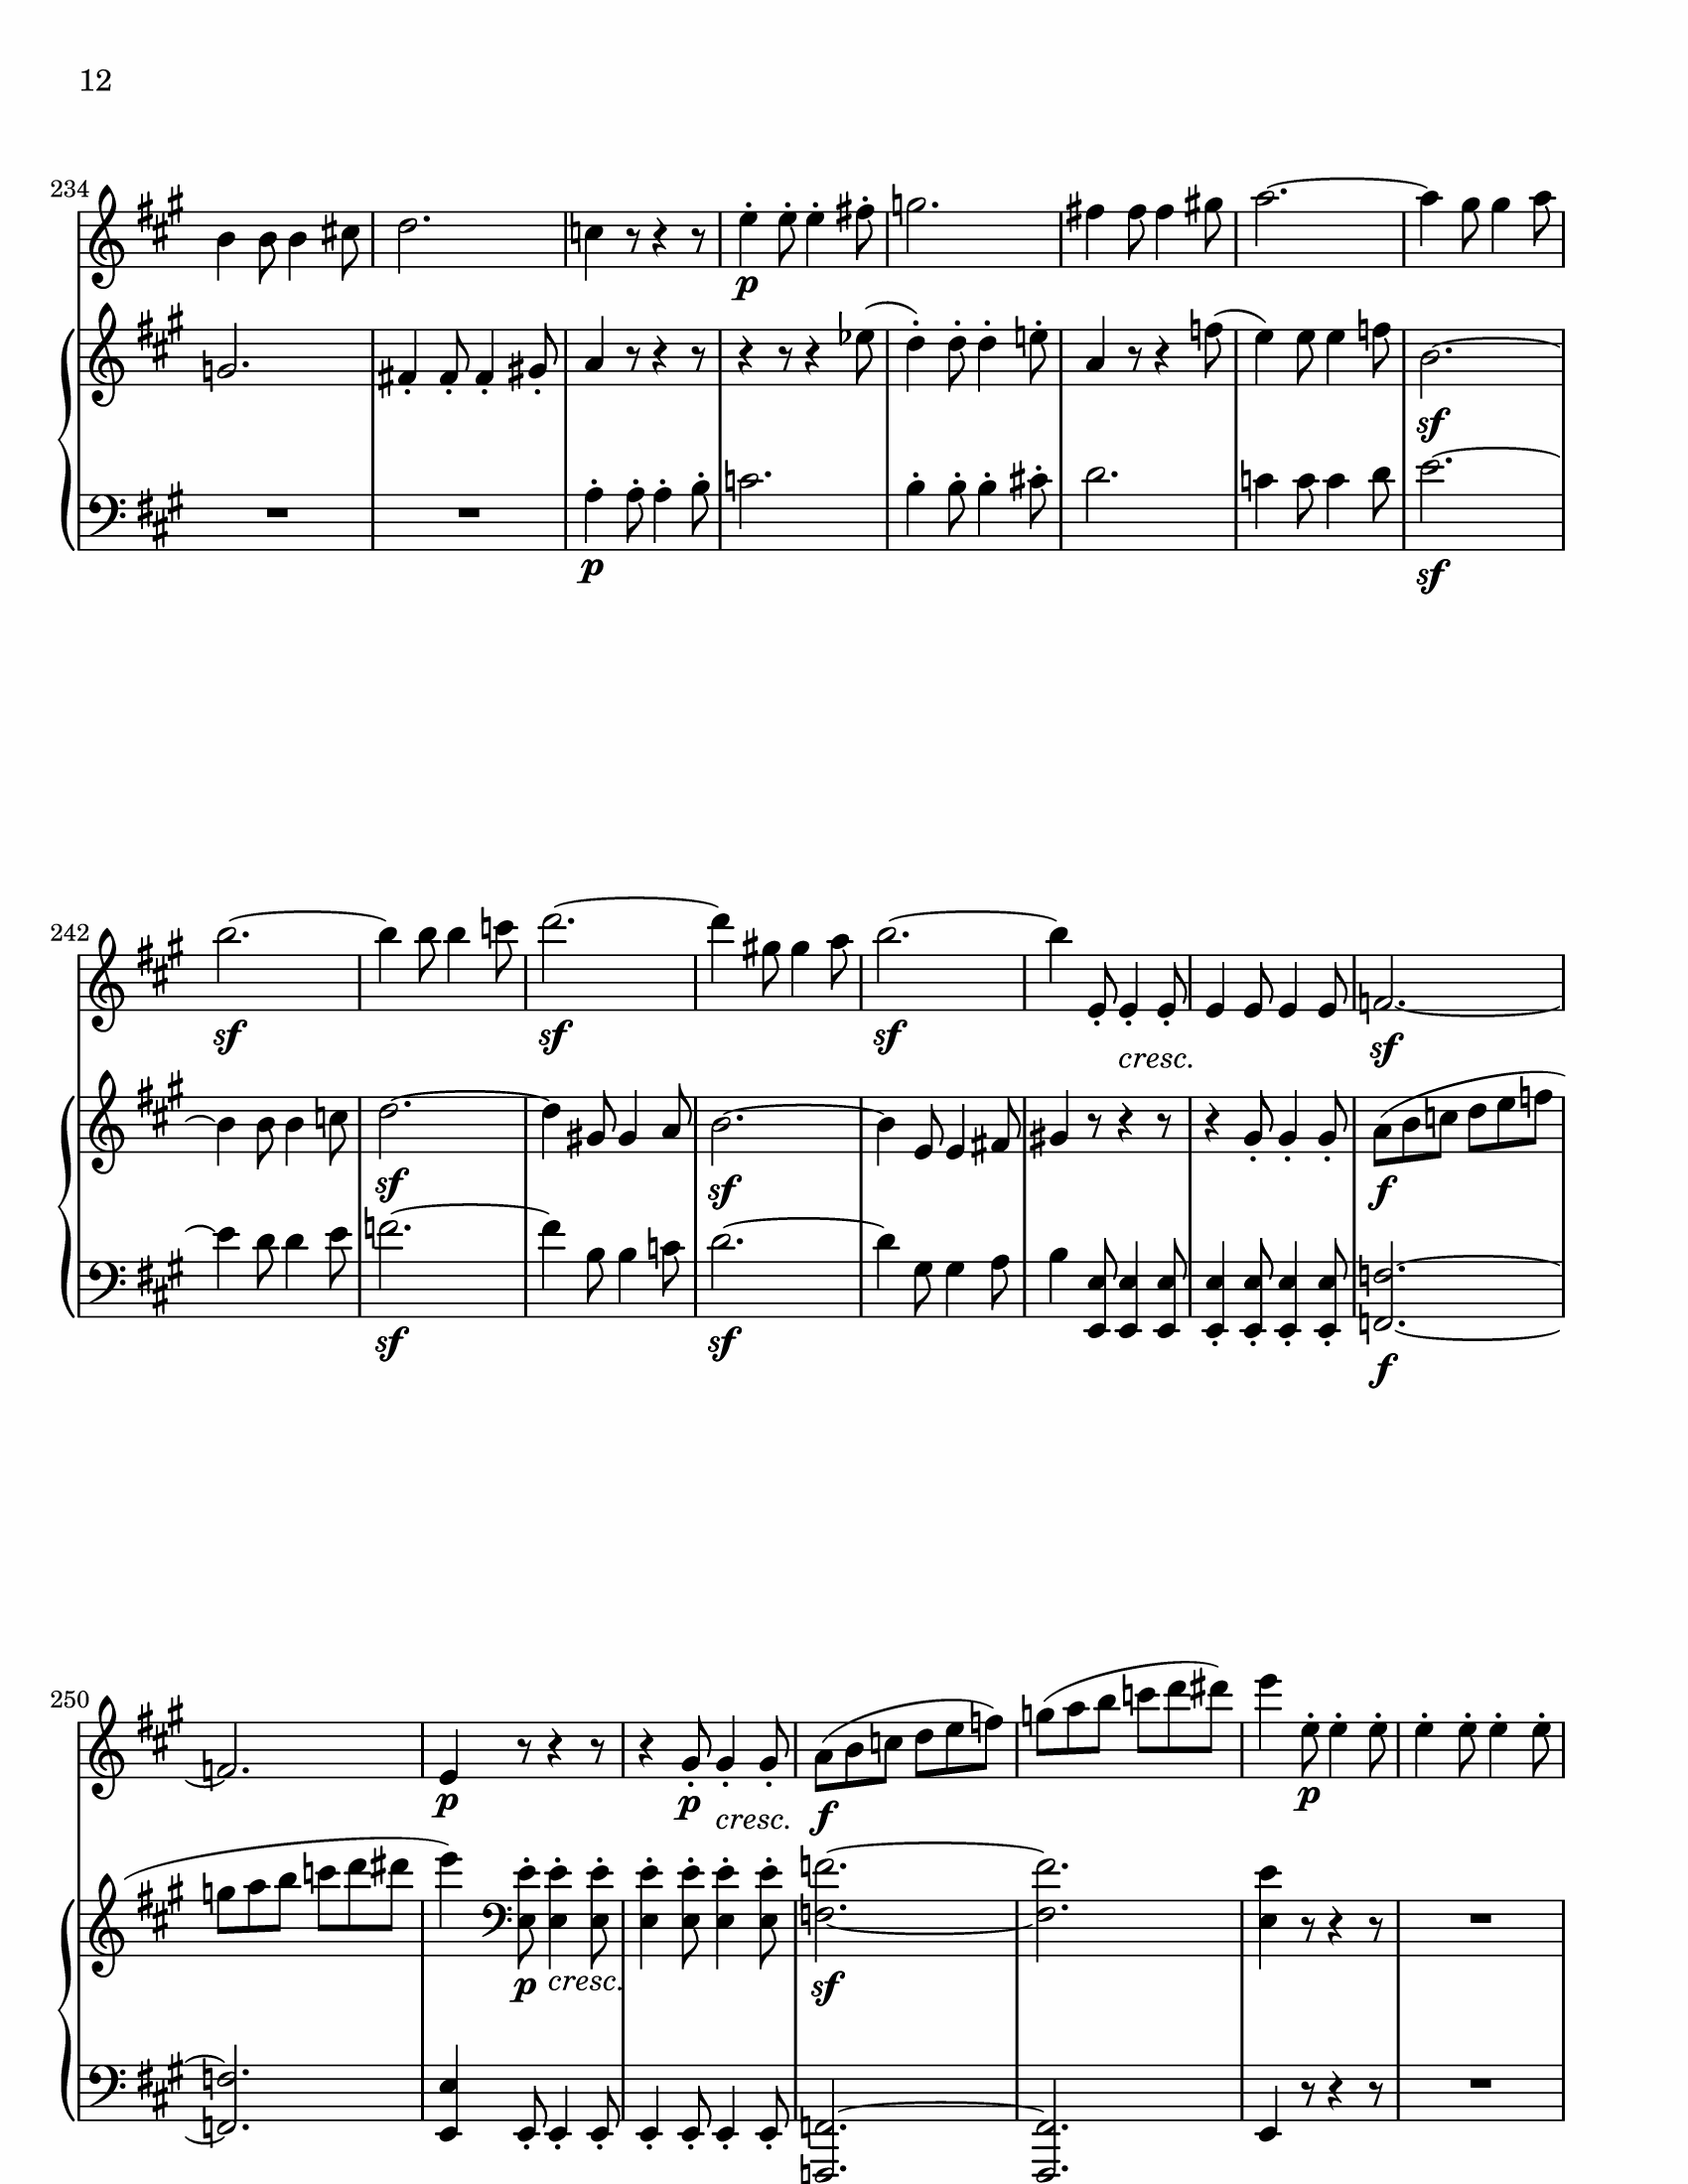 12
234
p
p
sf
sf
242
sf sf sf
cresc.
sf
sf sf f
sf sf
f
250
p p f p
cresc.
p cresc. sf